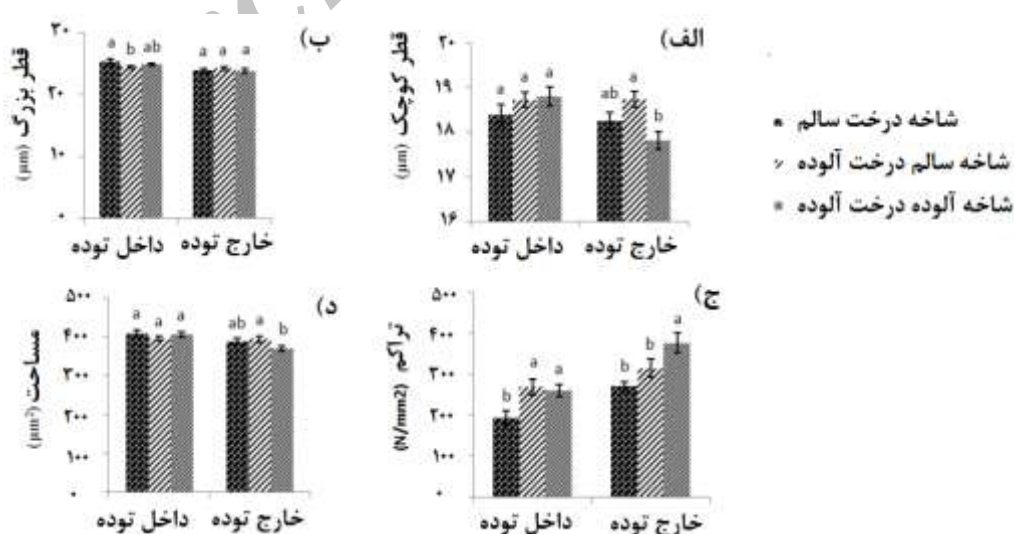 الف)
قطر کوچک (µm)
۲۰
۱۹
۱۸
۱۷
۱۶
a a a
ab a b
داخل توده خارج توده
ب)
قطر بزرگ (µm)
۳۰
۲۰
۱۰
۰
a b ab
a a a
داخل توده خارج توده
شاخه درخت سالم
شاخه سالم درخت آلوده
شاخه آلوده درخت آلوده
ج)
تراکم (N/mm2)
۵۰۰
۴۰۰
۳۰۰
۲۰۰
۱۰۰
۰
b a a
b b a
داخل توده خارج توده
د)
مساحت (µm²)
۵۰۰
۴۰۰
۳۰۰
۲۰۰
۱۰۰
۰
a a a
ab a b
داخل توده خارج توده